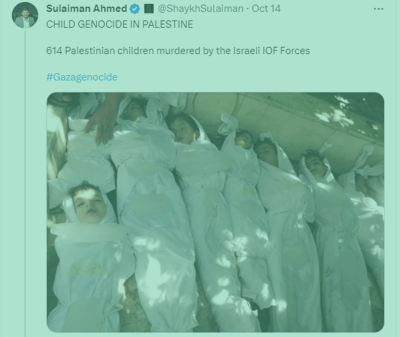 Sulaiman Ahmed @ShaykhSulaiman · Oct 14
CHILD GENOCIDE IN PALESTINE
614 Palestinian children murdered by the Israeli IOF Forces
#Gazagenocide